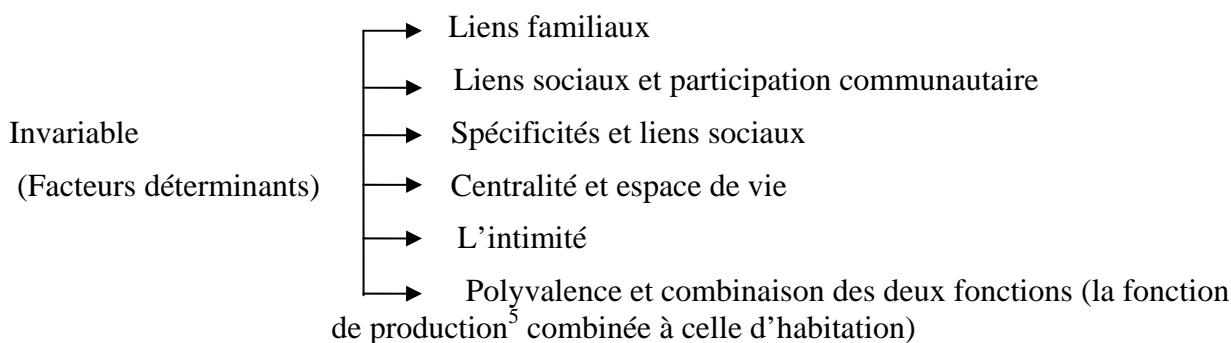 Liens familiaux
Liens sociaux et participation communautaire
Invariable
Spécificités et liens sociaux
(Facteurs déterminants)
Centralité et espace de vie
L’intimité
Polyvalence et combinaison des deux fonctions (la fonction
de production⁵ combinée à celle d’habitation)